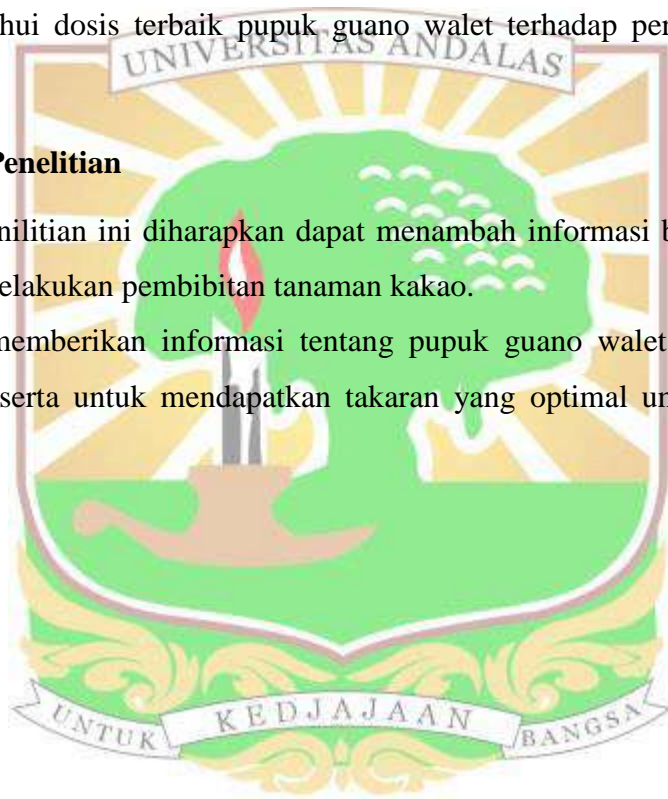 hui dosis terbaik pupuk guano walet terhadap per
UNIVERSITAS ANDALAS
Penelitian
nilitian ini diharapkan dapat menambah informasi b
elakukan pembibitan tanaman kakao.
memberikan informasi tentang pupuk guano walet
serta untuk mendapatkan takaran yang optimal un
UNTUK KEDJAJAAN BANGSA